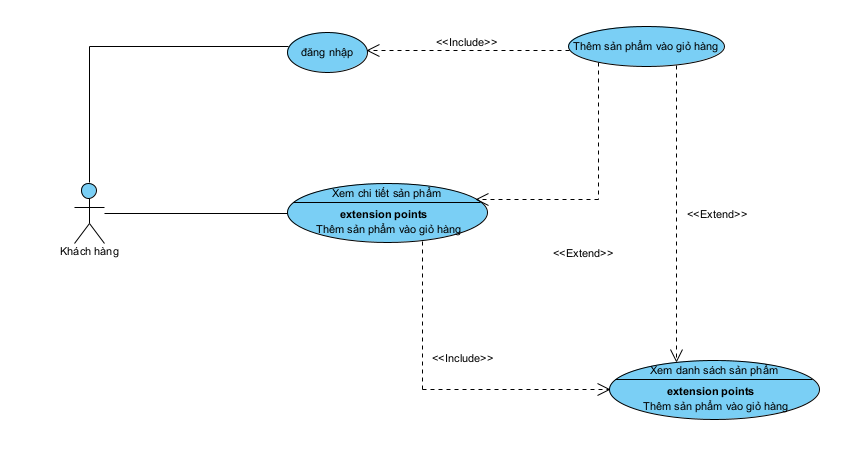 <<Include>>
Thêm sản phẩm vào giỏ hàng
đăng nhập
Xem chi tiết sản phẩm
extension points
Thêm sản phẩm vào giỏ hàng
<<Extend>>
Khách hàng
<<Extend>>
<<Include>>
Xem danh sách sản phẩm
extension points
Thêm sản phẩm vào giỏ hàng